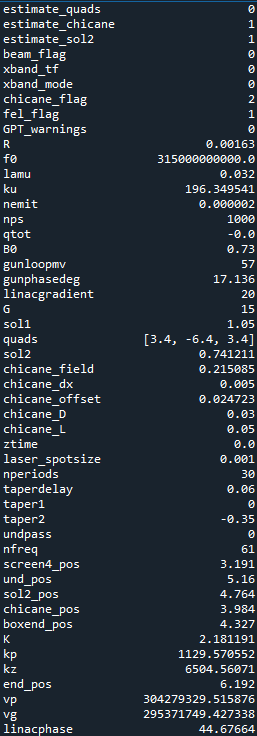 estimate_quads 0
estimate_chicane 1
estimate_sol2 1
beam_flag 0
xband_tf 0
xband_mode 0
chicane_flag 2
fel_flag 1
GPT_warnings 0
R 0.00163
f0 315000000000.0
lamu 0.032
ku 196.349541
nemit 0.000002
nps 1000
qtot -0.0
B0 0.73
gunloopmv 57
gunphasedeg 17.136
linacgradient 20
G 15
sol1 1.05
quads [3.4, -6.4, 3.4]
sol2 0.741211
chicane_field 0.215085
chicane_dx 0.005
chicane_offset 0.024723
chicane_D 0.03
chicane_L 0.05
ztime 0.0
laser_spotsize 0.001
nperiods 30
taperdelay 0.06
taper1 0
taper2 -0.35
undpass 0
nfreq 61
screen4_pos 3.191
und_pos 5.16
sol2_pos 4.764
chicane_pos 3.984
boxend_pos 4.327
K 2.181191
kp 1129.570552
kz 6504.56071
end_pos 6.192
vp 304279329.515876
vg 295371749.427338
linacphase 44.67664